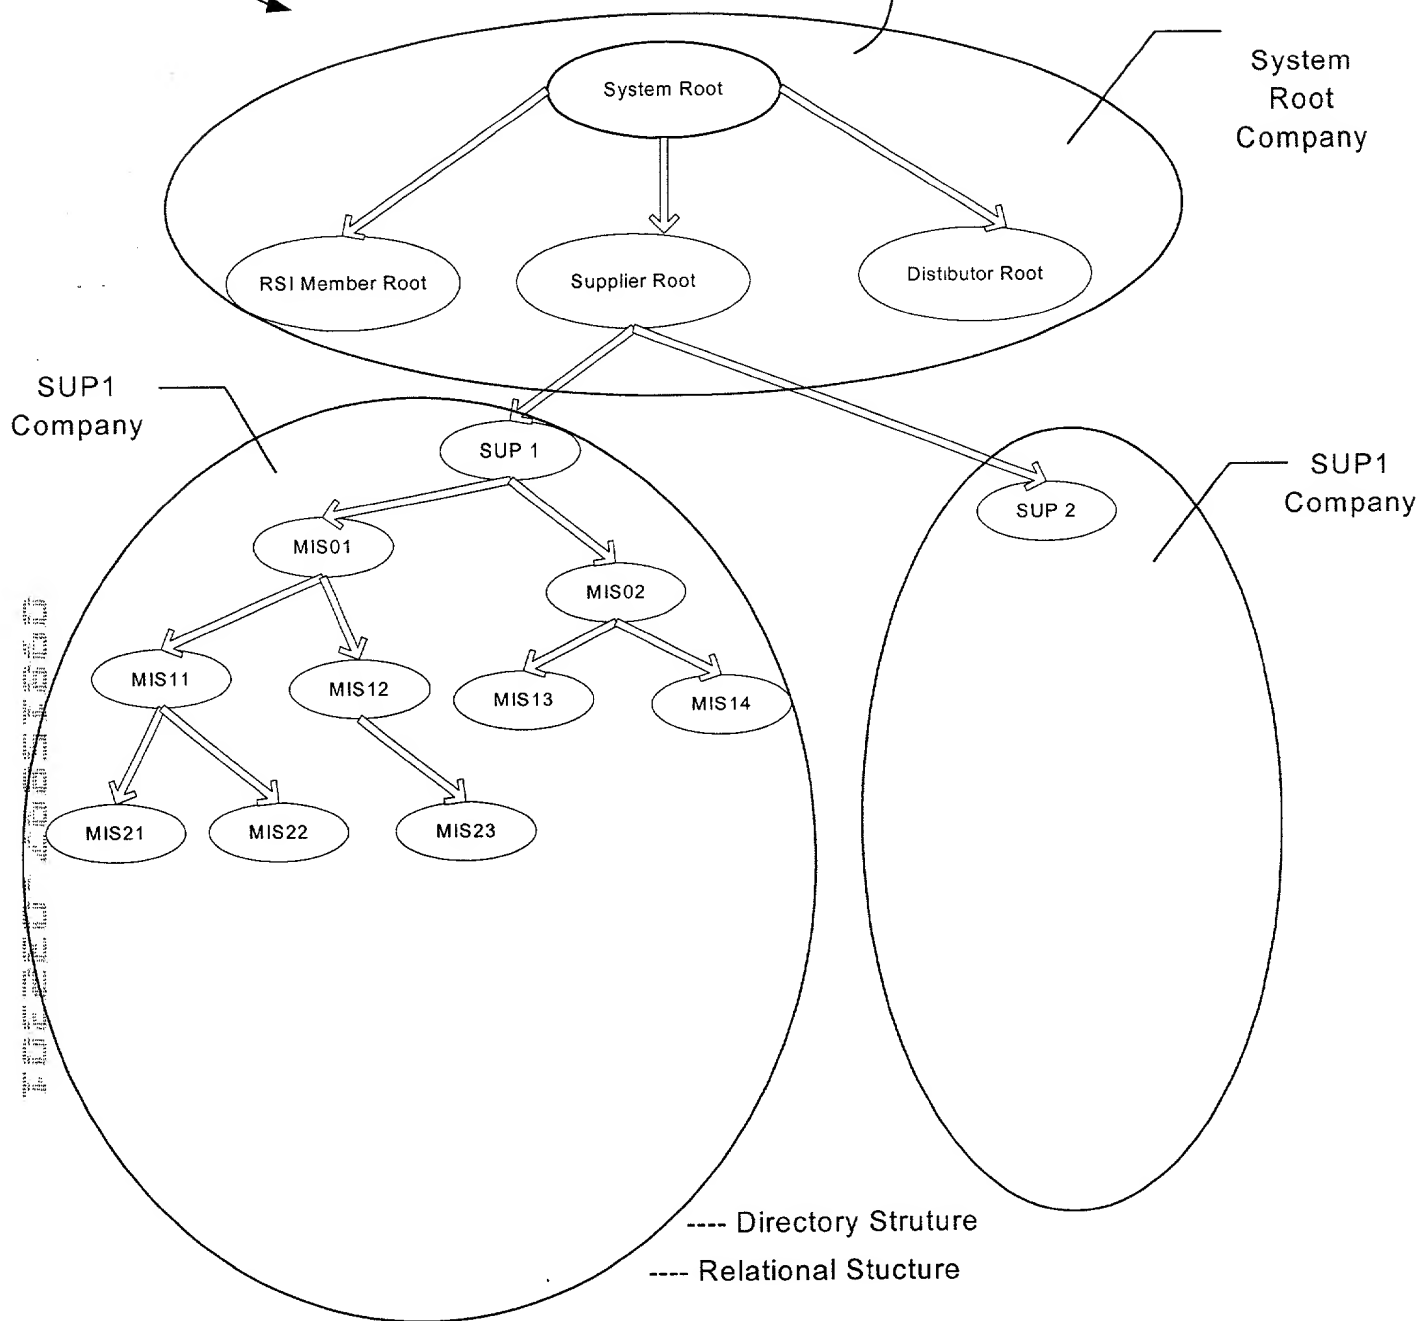 System Root
System
Root
Company
RSI Member Root
Supplier Root
Distibutor Root
SUP1
Company
SUP 1
SUP1
Company
SUP 2
MIS01
MIS02
MIS11
MIS12
MIS13
MIS14
MIS21
MIS22
MIS23
---- Directory Struture
---- Relational Stucture